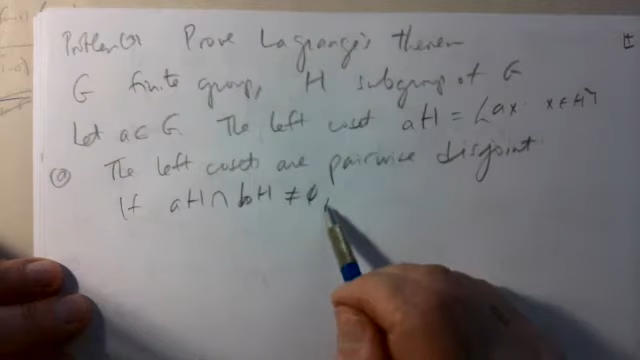 Problem(3) Prove Lagrange's theorem
G finite group, H subgroup of G
Let a∈G. The left coset aH = {ax : x∈H}
(a) The left cosets are pairwise disjoint.
If aH ∩ bH ≠ ∅,